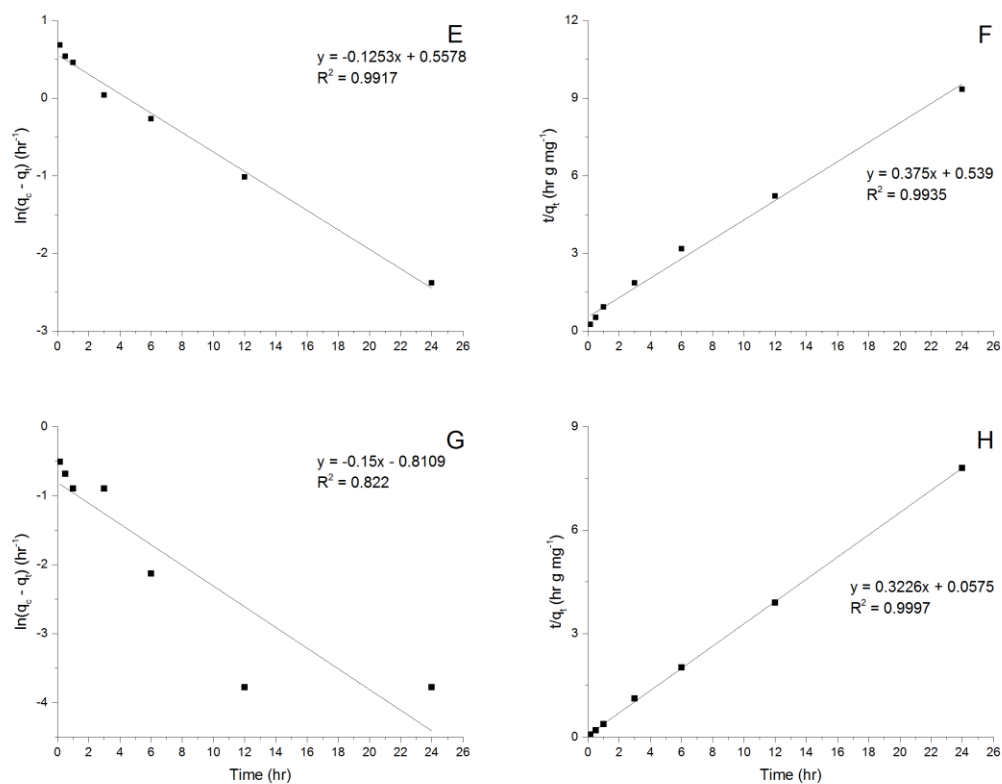 E
y = -0.1253x + 0.5578
R² = 0.9917
ln(qc - qt) (hr⁻¹)
1
0
-1
-2
-3
0 2 4 6 8 10 12 14 16 18 20 22 24 26
F
y = 0.375x + 0.539
R² = 0.9935
t/qt (hr g mg⁻¹)
12
9
6
3
0
0 2 4 6 8 10 12 14 16 18 20 22 24 26
G
y = -0.15x - 0.8109
R² = 0.822
ln(qc - qt) (hr⁻¹)
0
-1
-2
-3
-4
0 2 4 6 8 10 12 14 16 18 20 22 24 26
Time (hr)
H
y = 0.3226x + 0.0575
R² = 0.9997
t/qt (hr g mg⁻¹)
9
6
3
0
0 2 4 6 8 10 12 14 16 18 20 22 24 26
Time (hr)